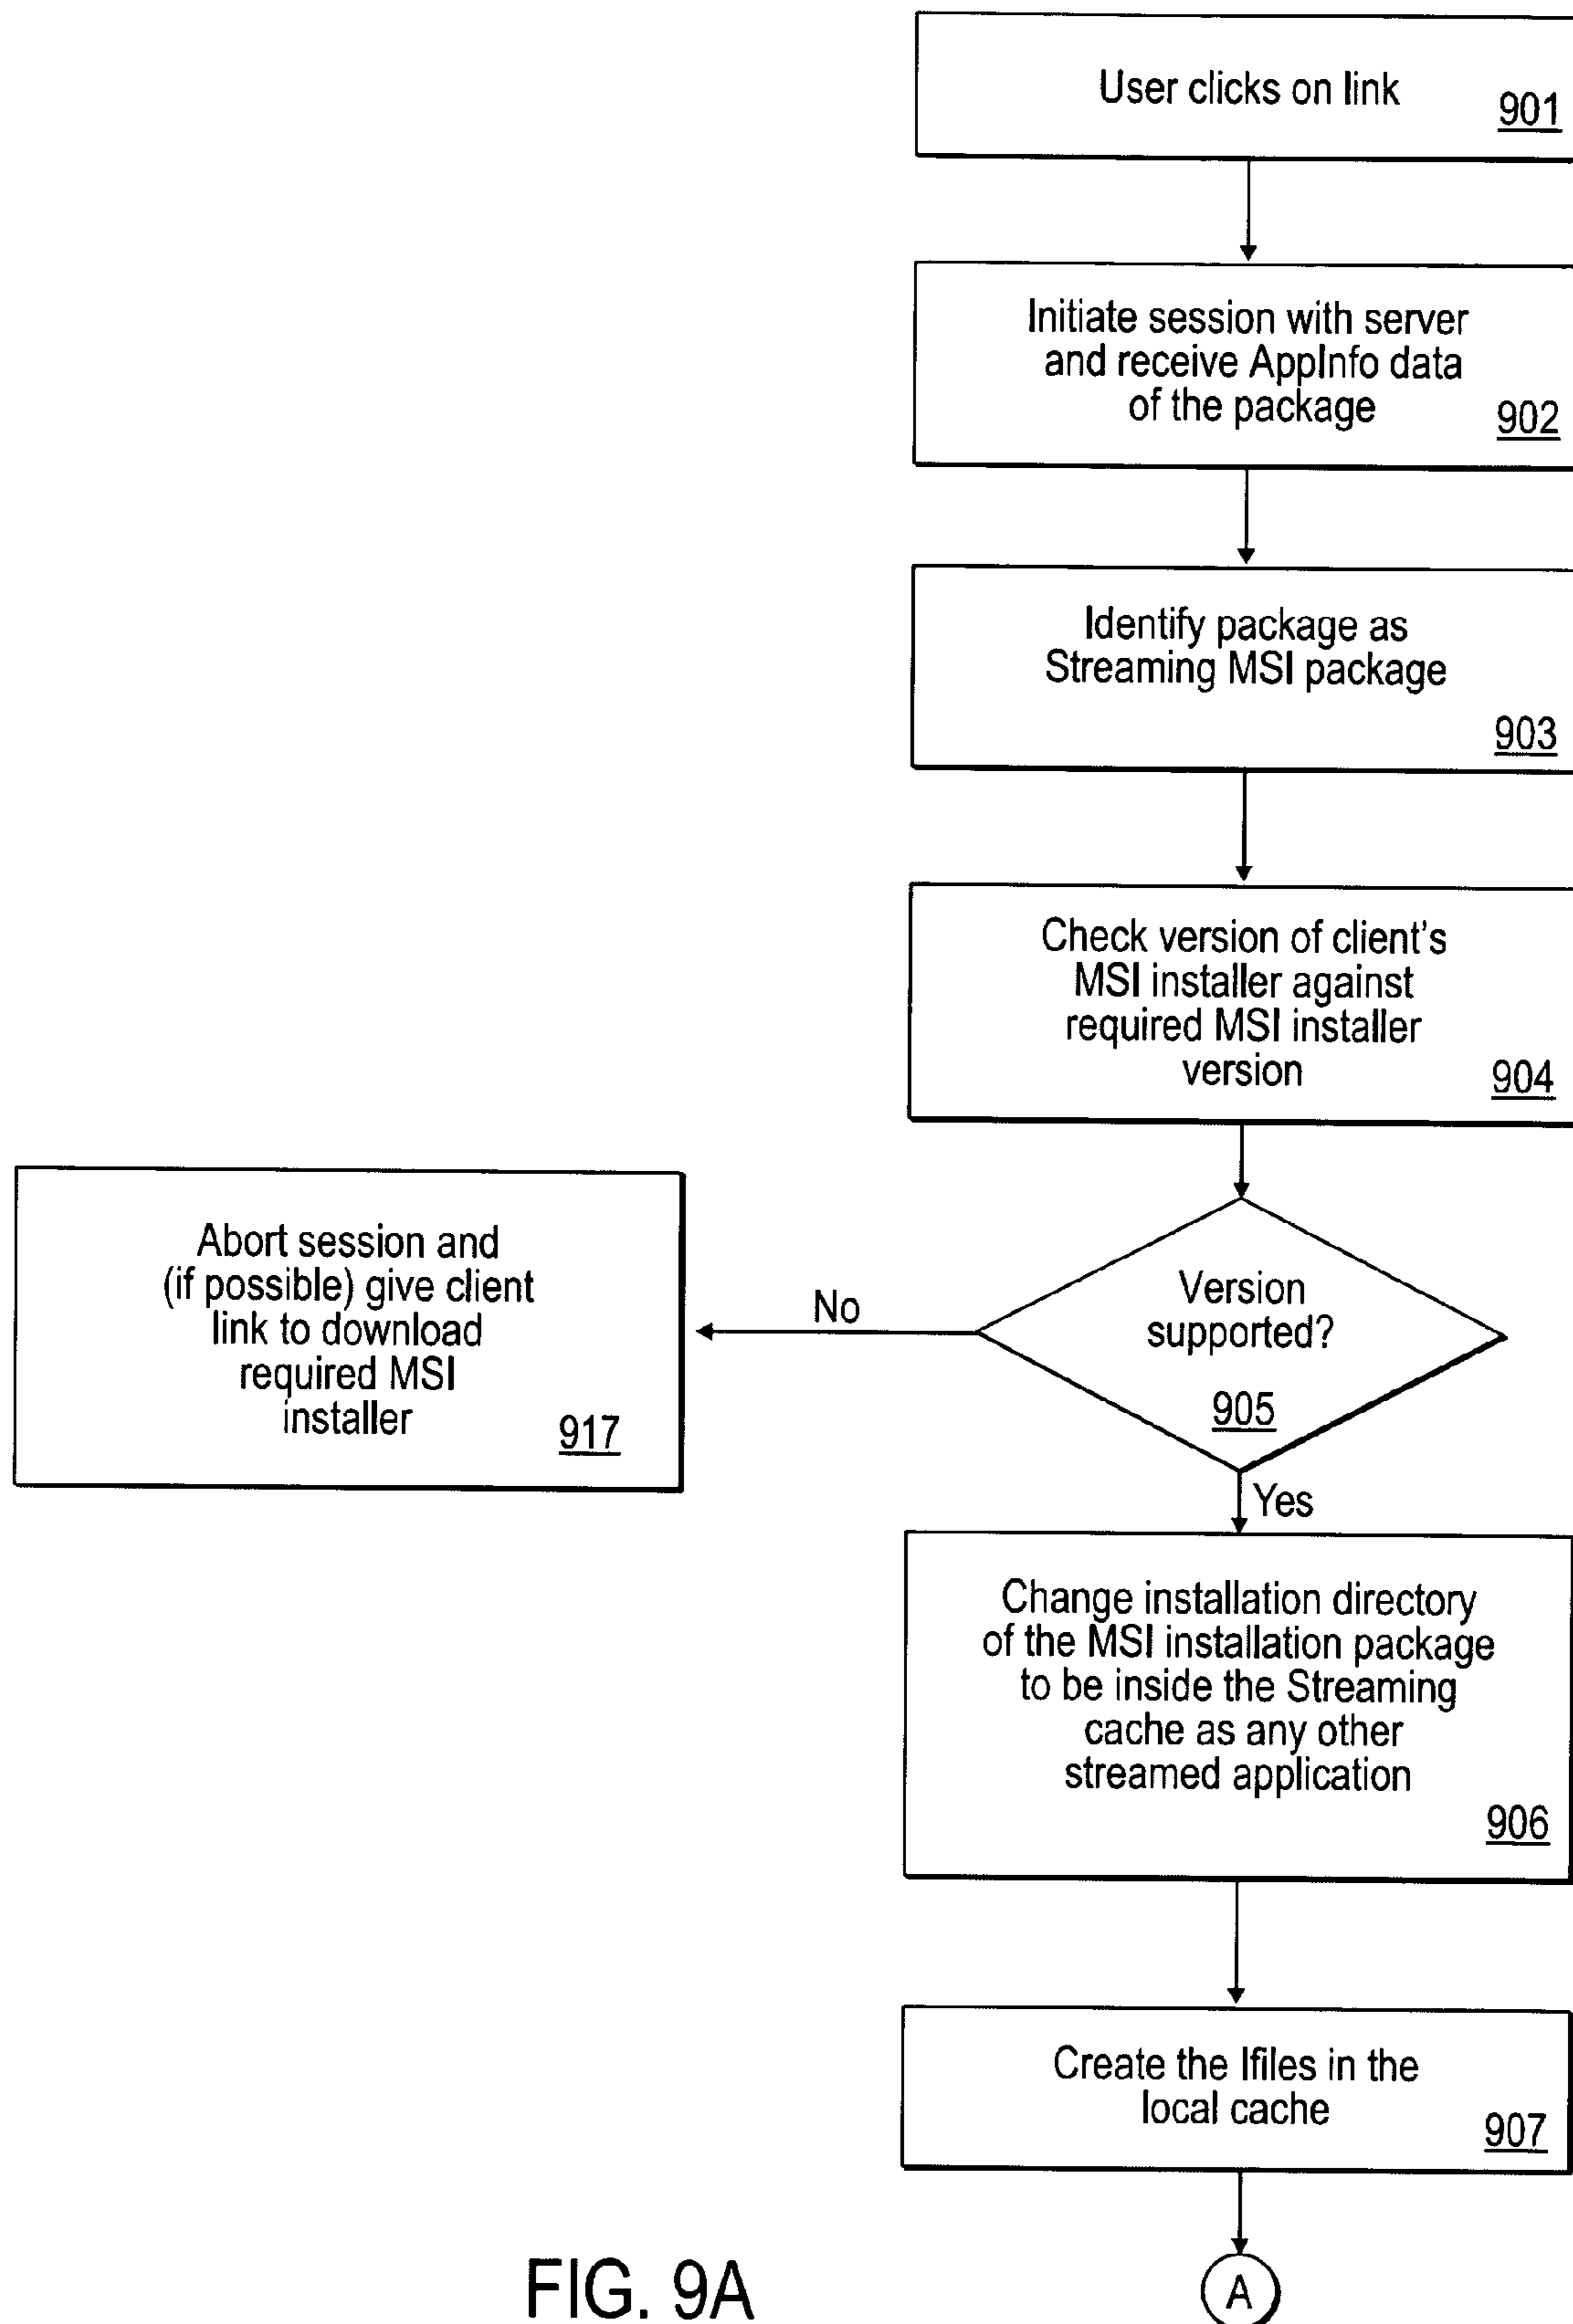 User clicks on link
901
Initiate session with server
and receive AppInfo data
of the package
902
Identify package as
Streaming MSI package
903
Check version of client's
MSI installer against
required MSI installer
version
904
Abort session and
(if possible) give client
link to download
required MSI
installer
917
No
Version
supported?
905
Yes
Change installation directory
of the MSI installation package
to be inside the Streaming
cache as any other
streamed application
906
Create the Ifiles in the
local cache
907
A
FIG. 9A